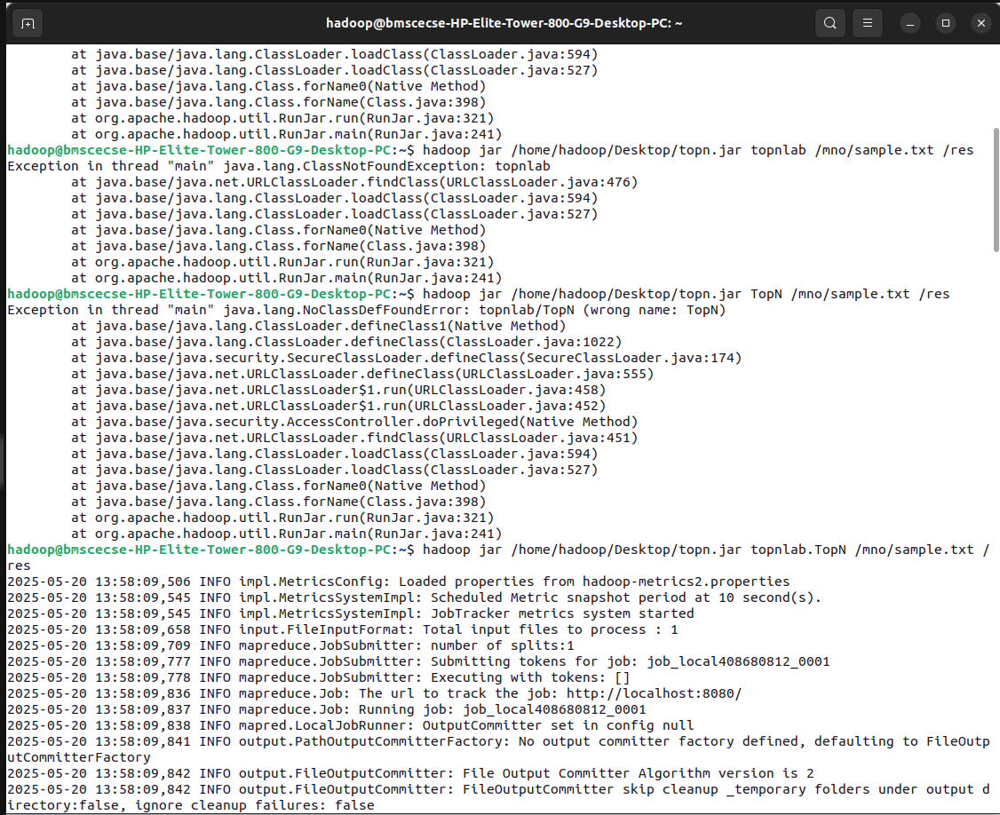 hadoop@bmscecse-HP-Elite-Tower-800-G9-Desktop-PC: ~
        at java.base/java.lang.ClassLoader.loadClass(ClassLoader.java:594)
        at java.base/java.lang.ClassLoader.loadClass(ClassLoader.java:527)
        at java.base/java.lang.Class.forName0(Native Method)
        at java.base/java.lang.Class.forName(Class.java:398)
        at org.apache.hadoop.util.RunJar.run(RunJar.java:321)
        at org.apache.hadoop.util.RunJar.main(RunJar.java:241)
hadoop@bmscecse-HP-Elite-Tower-800-G9-Desktop-PC:~$ hadoop jar /home/hadoop/Desktop/topn.jar topnlab /mno/sample.txt /res
Exception in thread "main" java.lang.ClassNotFoundException: topnlab
        at java.base/java.net.URLClassLoader.findClass(URLClassLoader.java:476)
        at java.base/java.lang.ClassLoader.loadClass(ClassLoader.java:594)
        at java.base/java.lang.ClassLoader.loadClass(ClassLoader.java:527)
        at java.base/java.lang.Class.forName0(Native Method)
        at java.base/java.lang.Class.forName(Class.java:398)
        at org.apache.hadoop.util.RunJar.run(RunJar.java:321)
        at org.apache.hadoop.util.RunJar.main(RunJar.java:241)
hadoop@bmscecse-HP-Elite-Tower-800-G9-Desktop-PC:~$ hadoop jar /home/hadoop/Desktop/topn.jar TopN /mno/sample.txt /res
Exception in thread "main" java.lang.NoClassDefFoundError: topnlab/TopN (wrong name: TopN)
        at java.base/java.lang.ClassLoader.defineClass1(Native Method)
        at java.base/java.lang.ClassLoader.defineClass(ClassLoader.java:1022)
        at java.base/java.security.SecureClassLoader.defineClass(SecureClassLoader.java:174)
        at java.base/java.net.URLClassLoader.defineClass(URLClassLoader.java:555)
        at java.base/java.net.URLClassLoader$1.run(URLClassLoader.java:458)
        at java.base/java.net.URLClassLoader$1.run(URLClassLoader.java:452)
        at java.base/java.security.AccessController.doPrivileged(Native Method)
        at java.base/java.net.URLClassLoader.findClass(URLClassLoader.java:451)
        at java.base/java.lang.ClassLoader.loadClass(ClassLoader.java:594)
        at java.base/java.lang.ClassLoader.loadClass(ClassLoader.java:527)
        at java.base/java.lang.Class.forName0(Native Method)
        at java.base/java.lang.Class.forName(Class.java:398)
        at org.apache.hadoop.util.RunJar.run(RunJar.java:321)
        at org.apache.hadoop.util.RunJar.main(RunJar.java:241)
hadoop@bmscecse-HP-Elite-Tower-800-G9-Desktop-PC:~$ hadoop jar /home/hadoop/Desktop/topn.jar topnlab.TopN /mno/sample.txt /
res
2025-05-20 13:58:09,506 INFO impl.MetricsConfig: Loaded properties from hadoop-metrics2.properties
2025-05-20 13:58:09,545 INFO impl.MetricsSystemImpl: Scheduled Metric snapshot period at 10 second(s).
2025-05-20 13:58:09,545 INFO impl.MetricsSystemImpl: JobTracker metrics system started
2025-05-20 13:58:09,658 INFO input.FileInputFormat: Total input files to process : 1
2025-05-20 13:58:09,709 INFO mapreduce.JobSubmitter: number of splits:1
2025-05-20 13:58:09,777 INFO mapreduce.JobSubmitter: Submitting tokens for job: job_local408680812_0001
2025-05-20 13:58:09,778 INFO mapreduce.JobSubmitter: Executing with tokens: []
2025-05-20 13:58:09,836 INFO mapreduce.Job: The url to track the job: http://localhost:8080/
2025-05-20 13:58:09,837 INFO mapreduce.Job: Running job: job_local408680812_0001
2025-05-20 13:58:09,838 INFO mapred.LocalJobRunner: OutputCommitter set in config null
2025-05-20 13:58:09,841 INFO output.PathOutputCommitterFactory: No output committer factory defined, defaulting to FileOutp
utCommitterFactory
2025-05-20 13:58:09,842 INFO output.FileOutputCommitter: File Output Committer Algorithm version is 2
2025-05-20 13:58:09,842 INFO output.FileOutputCommitter: FileOutputCommitter skip cleanup _temporary folders under output d
irectory:false, ignore cleanup failures: false